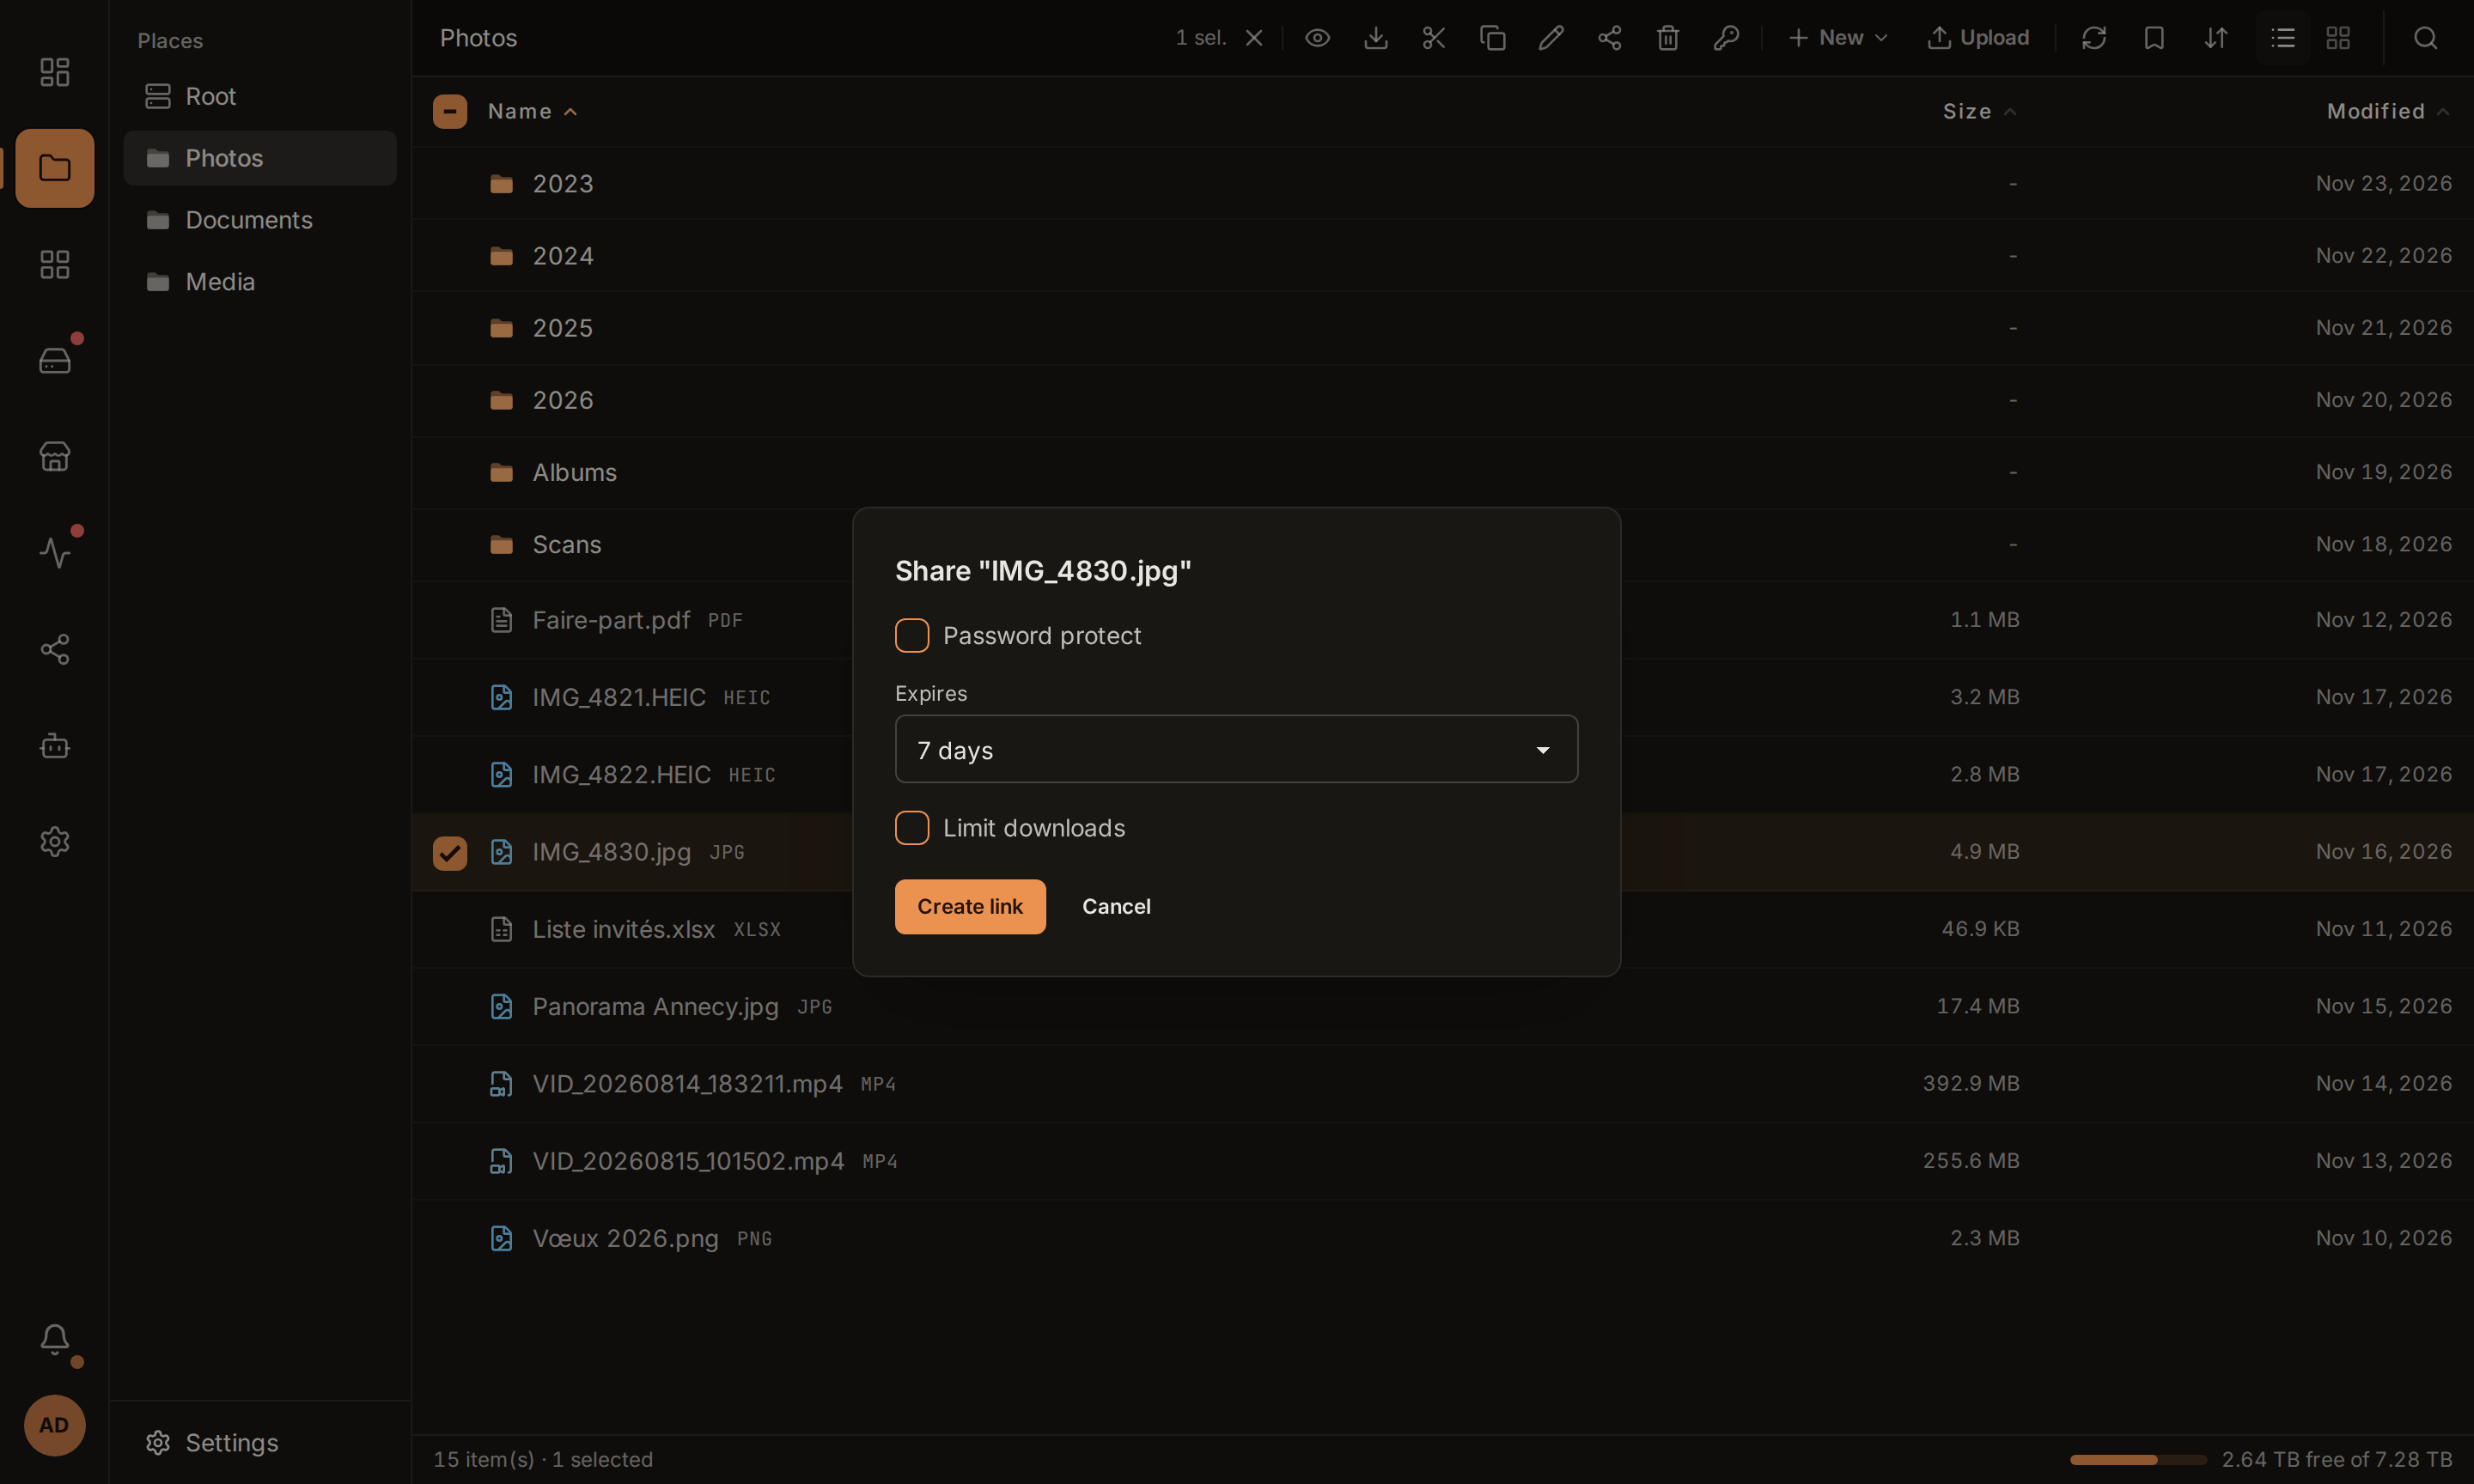 Places
Root
Photos
Documents
Media
Settings
AD
Photos
1 sel.
New
Upload
Name
Size
Modified
2023 - Nov 23, 2026
2024 - Nov 22, 2026
2025 - Nov 21, 2026
2026 - Nov 20, 2026
Albums - Nov 19, 2026
Scans - Nov 18, 2026
Faire-part.pdf PDF 1.1 MB Nov 12, 2026
IMG_4821.HEIC HEIC 3.2 MB Nov 17, 2026
IMG_4822.HEIC HEIC 2.8 MB Nov 17, 2026
IMG_4830.jpg JPG 4.9 MB Nov 16, 2026
Liste invités.xlsx XLSX 46.9 KB Nov 11, 2026
Panorama Annecy.jpg JPG 17.4 MB Nov 15, 2026
VID_20260814_183211.mp4 MP4 392.9 MB Nov 14, 2026
VID_20260815_101502.mp4 MP4 255.6 MB Nov 13, 2026
Vœux 2026.png PNG 2.3 MB Nov 10, 2026
Share "IMG_4830.jpg"
Password protect
Expires
7 days
Limit downloads
Create link
Cancel
15 item(s) · 1 selected
2.64 TB free of 7.28 TB